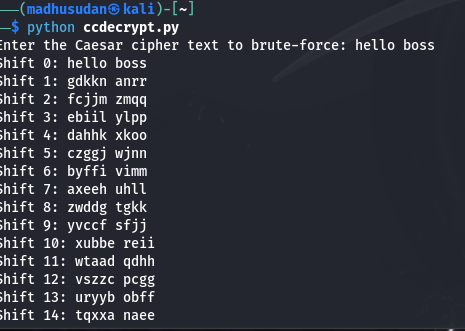 (madhusudan㉿kali)-[~]
$ python ccdecrypt.py
Enter the Caesar cipher text to brute-force: hello boss
Shift 0: hello boss
Shift 1: gdkkn anrr
Shift 2: fcjjm zmqq
Shift 3: ebiil ylpp
Shift 4: dahhk xkoo
Shift 5: czggj wjnn
Shift 6: byffi vimm
Shift 7: axeeh uhll
Shift 8: zwddg tgkk
Shift 9: yvccf sfjj
Shift 10: xubbe reii
Shift 11: wtaad qdhh
Shift 12: vszzc pcgg
Shift 13: uryyb obff
Shift 14: tqxxa naee